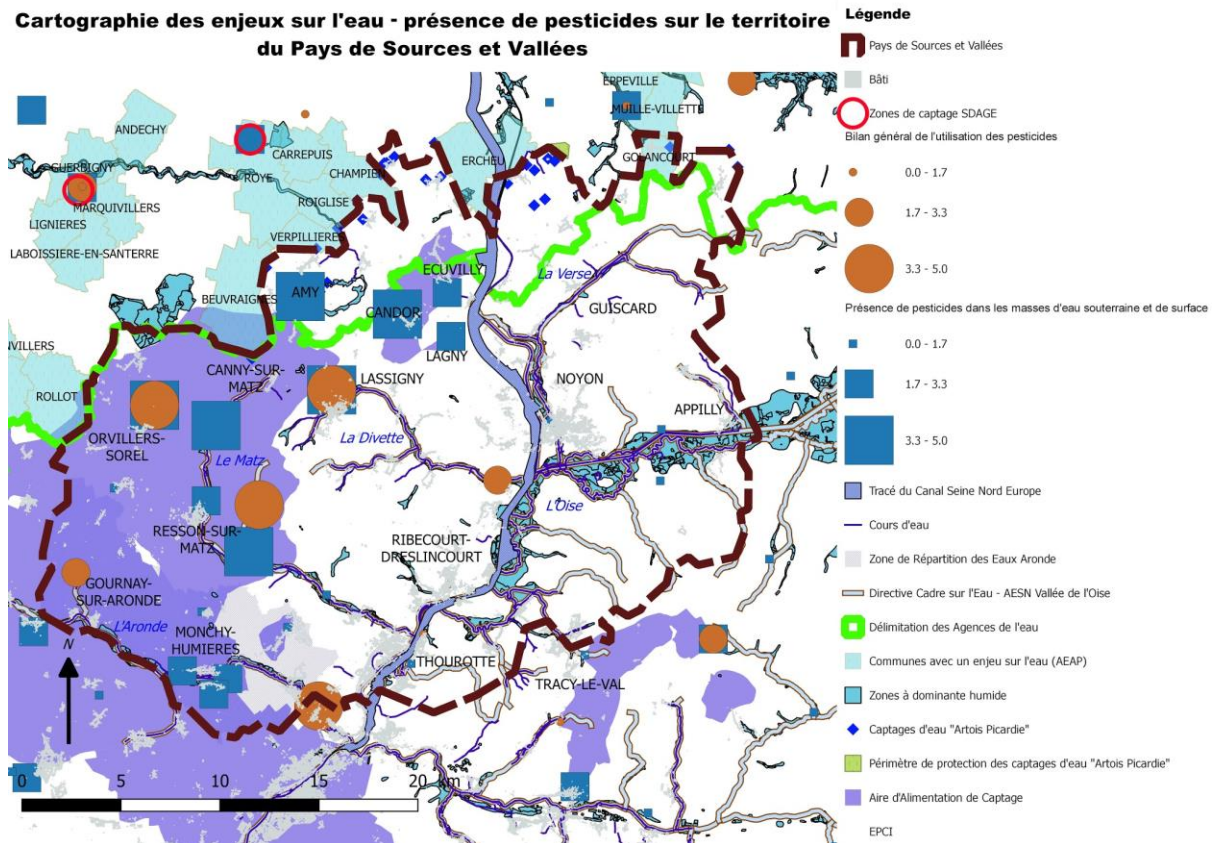 Cartographie des enjeux sur l'eau - présence de pesticides sur le territoire
du Pays de Sources et Vallées
EPPEVILLE
MUILLE-VILLETTE
ANDECHY
CARREPUIS
ERCHEU
GOLANCOURT
GUERBIGNY
ROYE
CHAMPIEN
MARQUIVILLERS
LIGNIERES
ROIGLISE
VERPILLIERES
LABOISSIERE-EN-SANTERRE
ECUVILLY
La Verse
AMY
BEUVRAIGNES
CANDOR
GUISCARD
NVILLERS
LAGNY
CANNY-SUR-
MATZ
LASSIGNY
NOYON
ROLLOT
APPILLY
ORVILLERS-
SOREL
La Divette
Le Matz
L'Oise
RESSON-SUR-
MATZ
RIBECOURT-
DRESLINCOURT
GOURNAY-
SUR-ARONDE
L'Aronde
MONCHY-
HUMIERES
N
THOUROTTE
TRACY-LE-VAL
0 5 10 15 20 km
Légende
Pays de Sources et Vallées
Bâti
Zones de captage SDAGE
Bilan général de l'utilisation des pesticides
0.0 - 1.7
1.7 - 3.3
3.3 - 5.0
Présence de pesticides dans les masses d'eau souterraine et de surface
0.0 - 1.7
1.7 - 3.3
3.3 - 5.0
Tracé du Canal Seine Nord Europe
Cours d'eau
Zone de Répartition des Eaux Aronde
Directive Cadre sur l'Eau - AESN Vallée de l'Oise
Délimitation des Agences de l'eau
Communes avec un enjeu sur l'eau (AEAP)
Zones à dominante humide
Captages d'eau "Artois Picardie"
Périmètre de protection des captages d'eau "Artois Picardie"
Aire d'Alimentation de Captage
EPCI